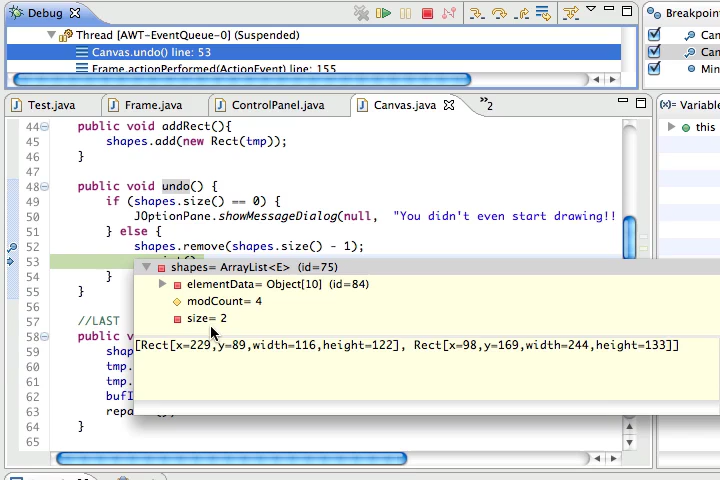 Debug
Thread [AWT-EventQueue-0] (Suspended)
Canvas.undo() line: 53
Frame.actionPerformed(ActionEvent) line: 155
Breakpoin
Can
Can
Min
Test.java
Frame.java
ControlPanel.java
Canvas.java
»2
(x)= Variable
this
44 public void addRect(){
45 shapes.add(new Rect(tmp));
46 }
47
48 public void undo() {
49 if (shapes.size() == 0) {
50 JOptionPane.showMessageDialog(null, "You didn't even start drawing!!
51 } else {
52 shapes.remove(shapes.size() - 1);
53
54 }
55 }
56
57 //LAST
58 public v
59 shap
60 tmp.
61 tmp.
62 bufI
63 repa
64 }
65
shapes= ArrayList<E> (id=75)
elementData= Object[10] (id=84)
modCount= 4
size= 2
[Rect[x=229,y=89,width=116,height=122], Rect[x=98,y=169,width=244,height=133]]